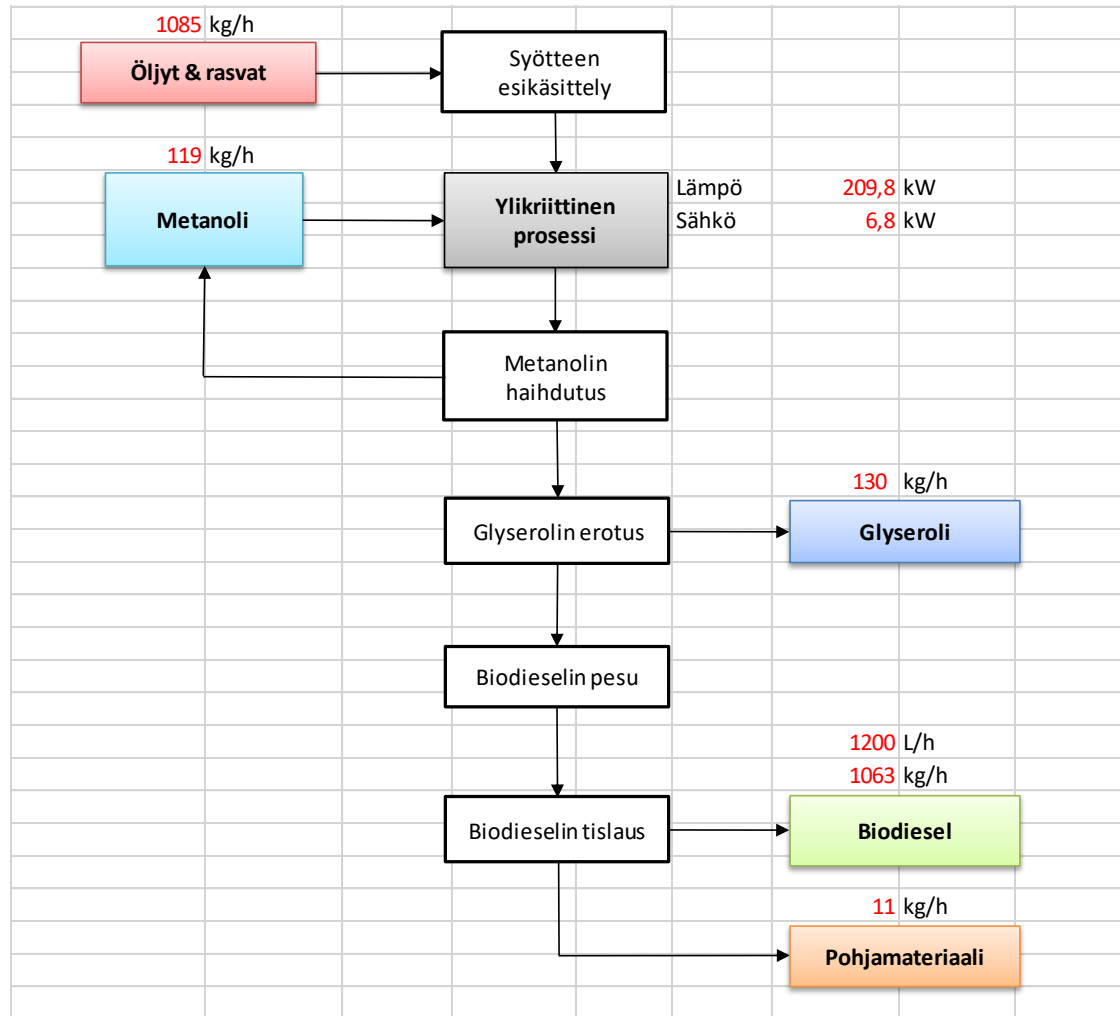 1085 kg/h
Öljyt & rasvat
Syötteen
esikäsittely
119 kg/h
Metanoli
Ylikriittinen
prosessi
Lämpö 209,8 kW
Sähkö 6,8 kW
Metanolin
haihdutus
130 kg/h
Glyserolin erotus
Glyseroli
Biodieselin pesu
1200 L/h
1063 kg/h
Biodieselin tislaus
Biodiesel
11 kg/h
Pohjamateriaali